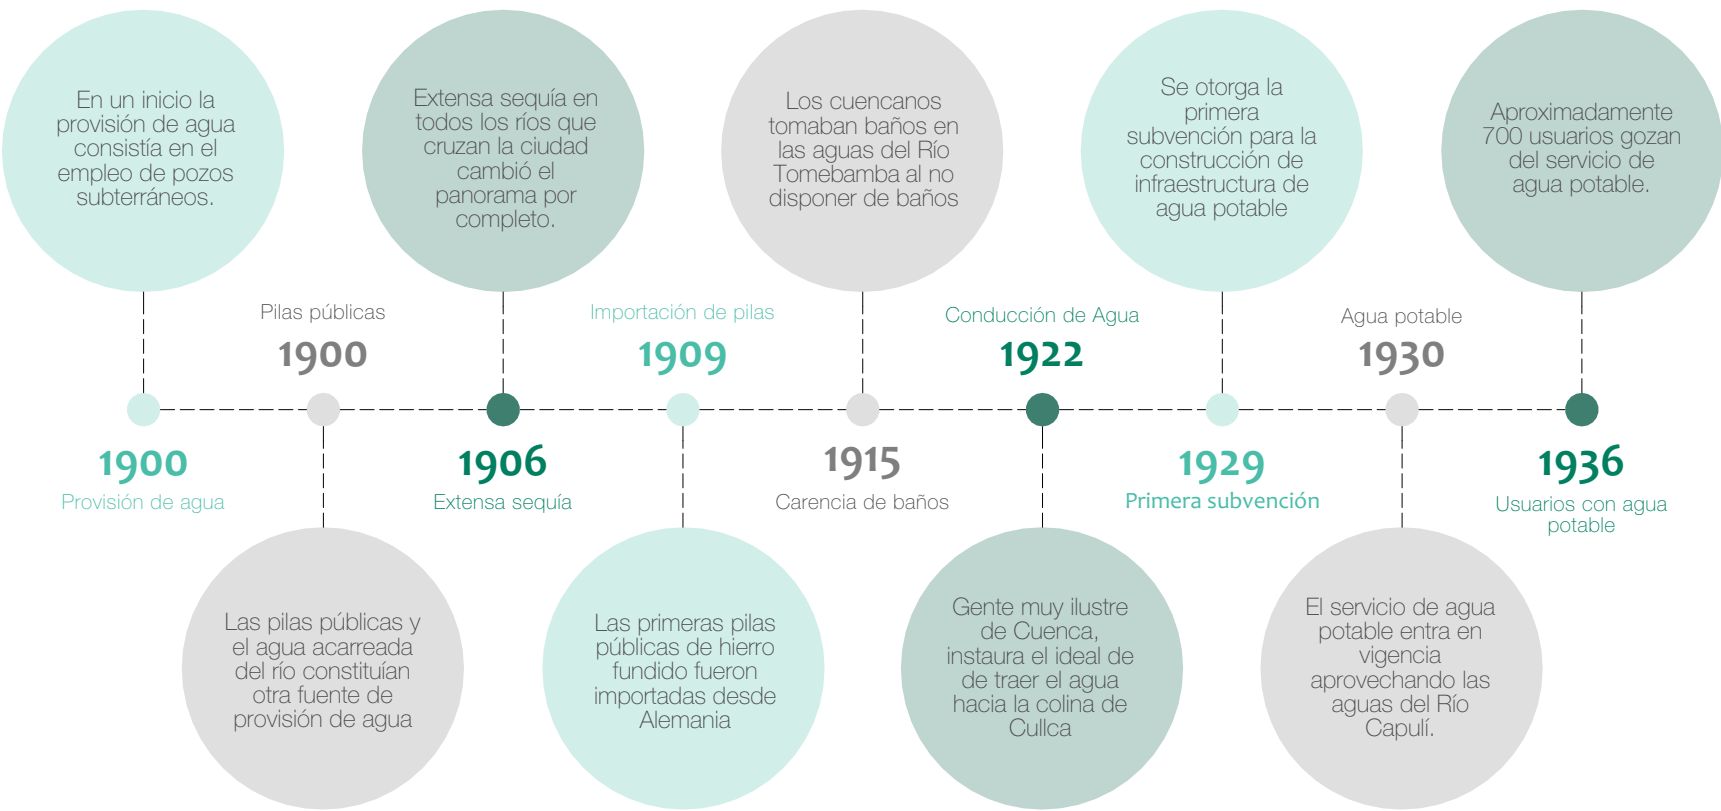 En un inicio la
provisión de agua
consistía en el
empleo de pozos
subterráneos.
1900
Provisión de agua
Pilas públicas
1900
Las pilas públicas y
el agua acarreada
del río constituían
otra fuente de
provisión de agua
Extensa sequía en
todos los ríos que
cruzan la ciudad
cambió el
panorama por
completo.
1906
Extensa sequía
Importación de pilas
1909
Las primeras pilas
públicas de hierro
fundido fueron
importadas desde
Alemania
Los cuencanos
tomaban baños en
las aguas del Río
Tomebamba al no
disponer de baños
1915
Carencia de baños
Conducción de Agua
1922
Gente muy ilustre
de Cuenca,
instaura el ideal de
de traer el agua
hacia la colina de
Cullca
Se otorga la
primera
subvención para la
construcción de
infraestructura de
agua potable
1929
Primera subvención
Agua potable
1930
El servicio de agua
potable entra en
vigencia
aprovechando las
aguas del Río
Capulí.
Aproximadamente
700 usuarios gozan
del servicio de
agua potable.
1936
Usuarios con agua
potable